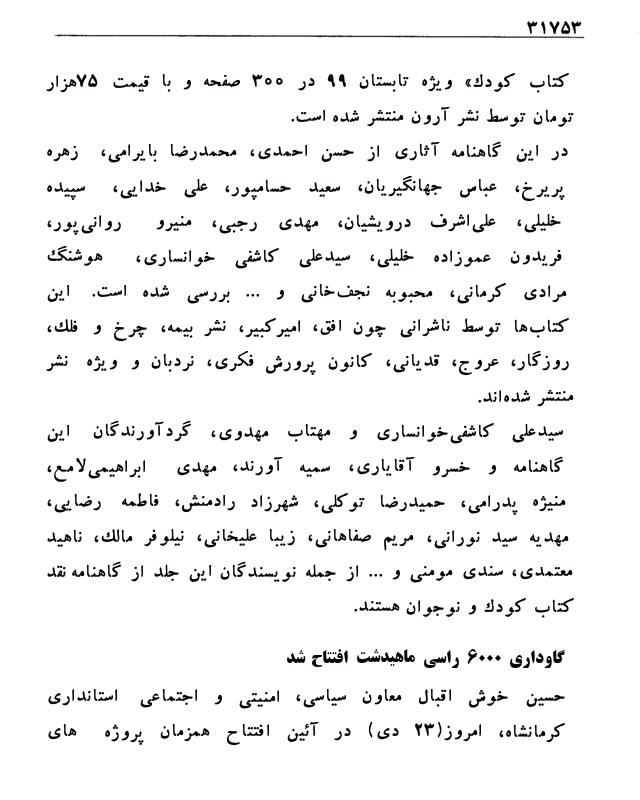 ۳۱۷۵۳
کتاب کودك» ویژه تابستان ۹۹ در ۳۰۰ صفحه و با قیمت ۷۵هزار
تومان توسط نشر آرون منتشر شده است.
در این گاهنامه آثاری از حسن احمدی، محمدرضا بایرامی، زهره
پریرخ، عباس جهانگیریان، سعید حسامپور، علی خدایی، سپیده
خلیلی، علی‌اشرف درویشیان، مهدی رجبی، منیرو روانی‌پور،
فریدون عموزاده خلیلی، سیدعلی کاشفی خوانساری، هوشنگ
مرادی کرمانی، محبوبه نجف‌خانی و ... بررسی شده است. این
کتاب‌ها توسط ناشرانی چون افق، امیرکبیر، نشر بیمه، چرخ و فلك،
روزگار، عروج، قدیانی، کانون پرورش فکری، نردبان و ویژه نشر
منتشر شده‌اند.
سیدعلی کاشفی‌خوانساری و مهتاب مهدوی، گردآورندگان این
گاهنامه و خسرو آقایاری، سمیه آورند، مهدی ابراهیمی‌لامع،
منیژه پدرامی، حمیدرضا توکلی، شهرزاد رادمنش، فاطمه رضایی،
مهدیه سید نورانی، مریم صفاهانی، زیبا علیخانی، نیلوفر مالك، ناهید
معتمدی، سندی مومنی و ... از جمله نویسندگان این جلد از گاهنامه نقد
کتاب کودك و نوجوان هستند.
گاوداری ۶۰۰۰ راسی ماهیدشت افتتاح شد
حسین خوش اقبال معاون سیاسی، امنیتی و اجتماعی استانداری
کرمانشاه، امروز(۲۳ دی) در آئین افتتاح همزمان پروژه های